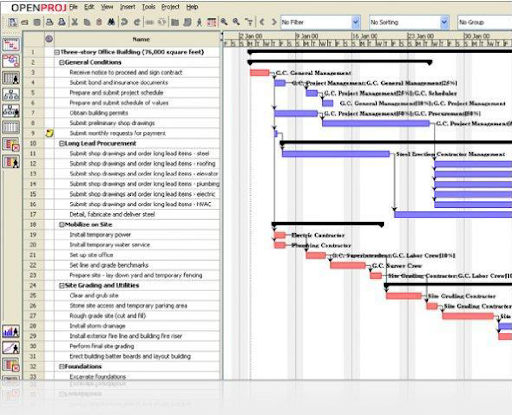 OPENPROJ File Edit View Insert Tools Project Help
No Filter No Sorting No Group
Name
2 Jan 00 9 Jan 00 16 Jan 00 23 Jan 00 30 Jan 00
1 Three-story Office Building (76,000 square feet)
2 General Conditions
3 Receive notice to proceed and sign contract G.C. General Management
4 Submit bond and insurance documents G.C. Project Management;G.C. General Management[25%]
5 Prepare and submit project schedule G.C. Project Management[25%];G.C. Scheduler
6 Prepare and submit schedule of values G.C. General Management[10%];G.C. Project Management
7 Obtain building permits G.C. Project Management[50%];G.C. Procurement[50%]
8 Submit preliminary shop drawings G.C. Project Management
9 Submit monthly requests for payment
10 Long Lead Procurement
11 Submit shop drawings and order long lead items - steel Steel Erection Contractor Management
12 Submit shop drawings and order long lead items - roofing
13 Submit shop drawings and order long lead items - elevator
14 Submit shop drawings and order long lead items - plumbing
15 Submit shop drawings and order long lead items - electric
16 Submit shop drawings and order long lead items - HVAC
17 Detail, fabricate and deliver steel
18 Mobilize on Site
19 Install temporary power Electric Contractor
20 Install temporary water service Plumbing Contractor
21 Set up site office G.C. Superintendent;G.C. Labor Crew[10%]
22 Set line and grade benchmarks G.C. Survey Crew
23 Prepare site - lay down yard and temporary fencing Site Grading Contractor;G.C. Labor Crew
24 Site Grading and Utilities
25 Clear and grub site Site Grading Contractor
26 Stone site access and temporary parking area Site Grading Contractor
27 Rough grade site (cut and fill) Site
28 Install storm drainage
29 Install exterior fire line and building fire riser
30 Perform final site grading
31 Erect building batter boards and layout building
32 Foundations
33 Excavate foundations